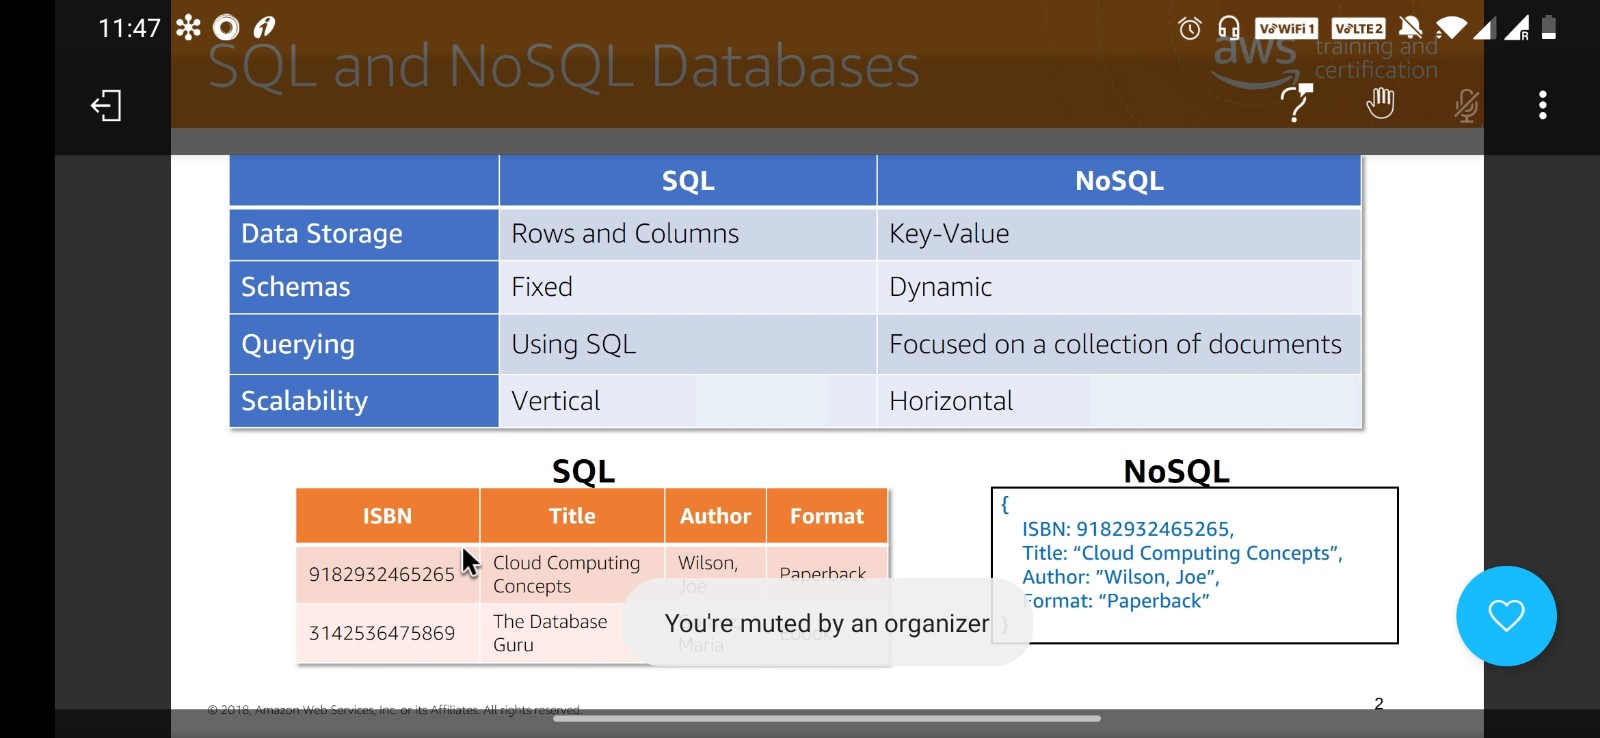 11:47
VoWiFi 1
VoLTE 2
R
SQL and NoSQL Databases
aws training and
certification
SQL NoSQL
Data Storage Rows and Columns Key-Value
Schemas Fixed Dynamic
Querying Using SQL Focused on a collection of documents
Scalability Vertical Horizontal
SQL
ISBN Title Author Format
9182932465265 Cloud Computing Concepts Wilson, Joe Paperback
3142536475869 The Database Guru Maria
NoSQL
{
ISBN: 9182932465265,
Title: “Cloud Computing Concepts”,
Author: ”Wilson, Joe”,
Format: “Paperback”
}
You're muted by an organizer
© 2018, Amazon Web Services, Inc. or its Affiliates. All rights reserved.
2